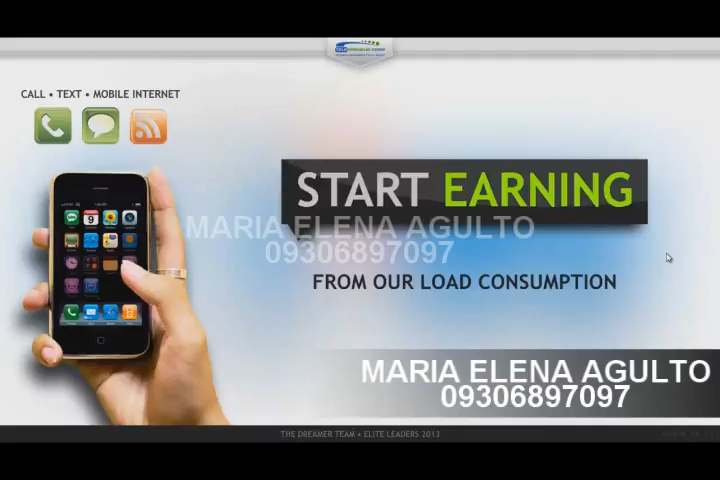 CALL • TEXT • MOBILE INTERNET
START EARNING
MARIA ELENA AGULTO
09306897097
FROM OUR LOAD CONSUMPTION
MARIA ELENA AGULTO
09306897097
THE DREAMER TEAM • ELITE LEADERS 2013